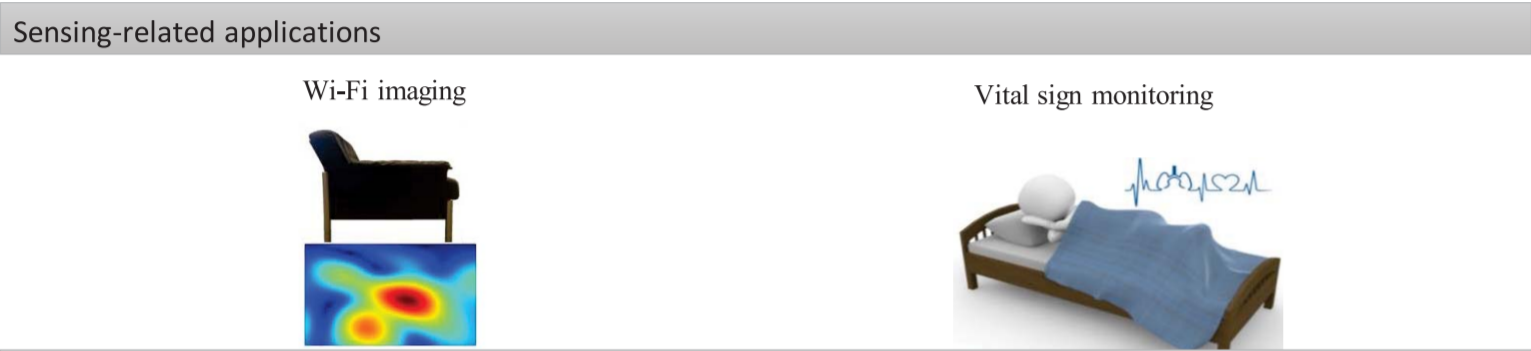 Sensing-related applications
Wi-Fi imaging
Vital sign monitoring